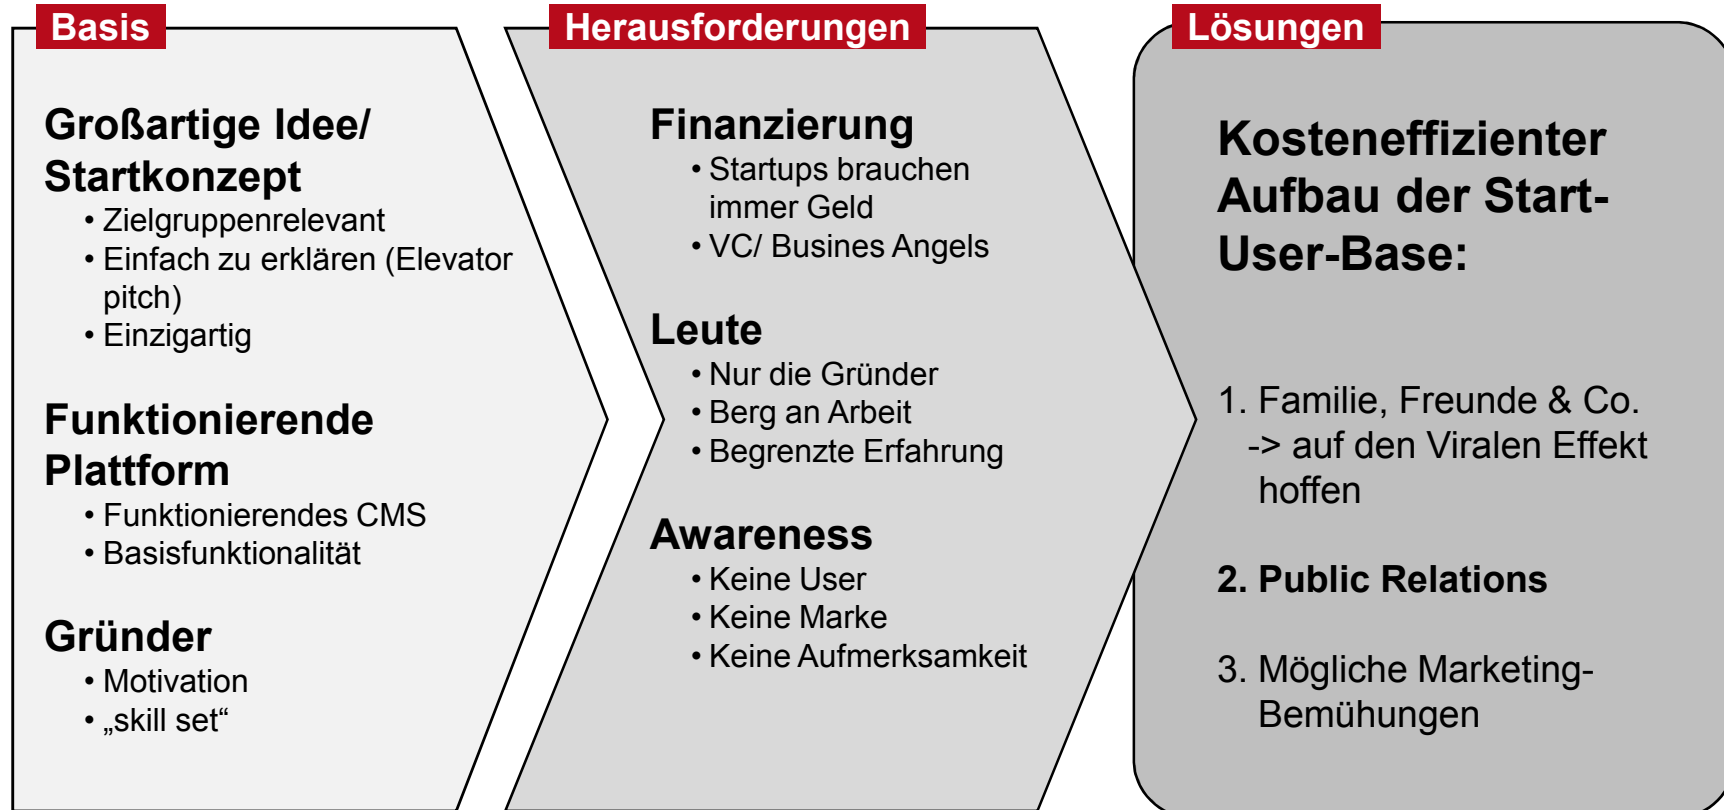 Basis
Großartige Idee/
Startkonzept
• Zielgruppenrelevant
• Einfach zu erklären (Elevator
pitch)
• Einzigartig
Funktionierende
Plattform
• Funktionierendes CMS
• Basisfunktionalität
Gründer
• Motivation
• „skill set“
Herausforderungen
Finanzierung
• Startups brauchen
immer Geld
• VC/ Busines Angels
Leute
• Nur die Gründer
• Berg an Arbeit
• Begrenzte Erfahrung
Awareness
• Keine User
• Keine Marke
• Keine Aufmerksamkeit
Lösungen
Kosteneffizienter
Aufbau der Start-
User-Base:
1. Familie, Freunde & Co.
-> auf den Viralen Effekt
hoffen
2. Public Relations
3. Mögliche Marketing-
Bemühungen